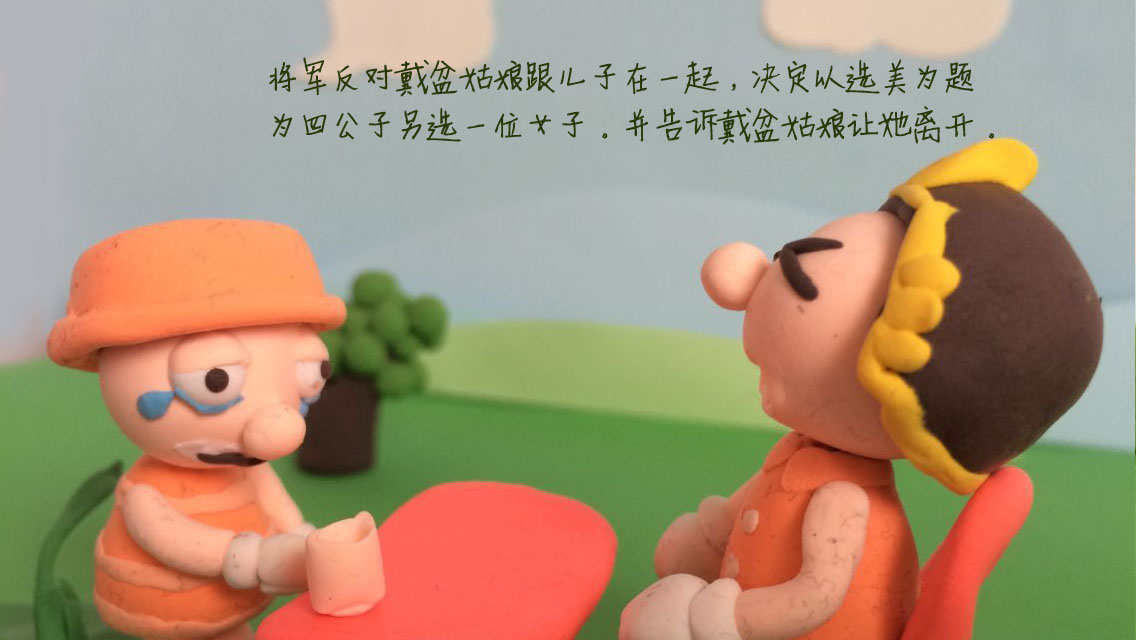 将军反对戴盆姑娘跟儿子在一起，决定以选美为题
为四公子另选一位女子。并告诉戴盆姑娘让她离开。